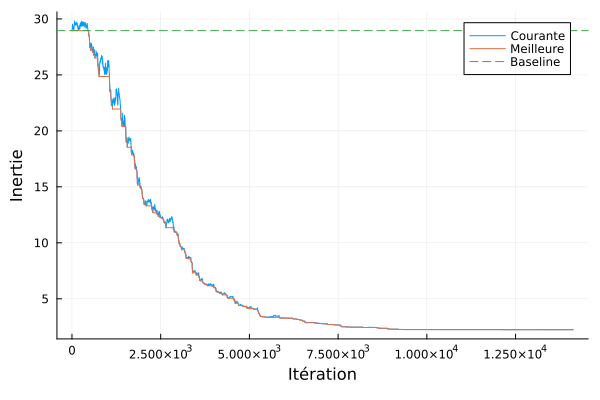 30
25
20
15
10
5
Inertie
Courante
Meilleure
Baseline
0
2.500×10³
5.000×10³
7.500×10³
1.000×10⁴
1.250×10⁴
Itération